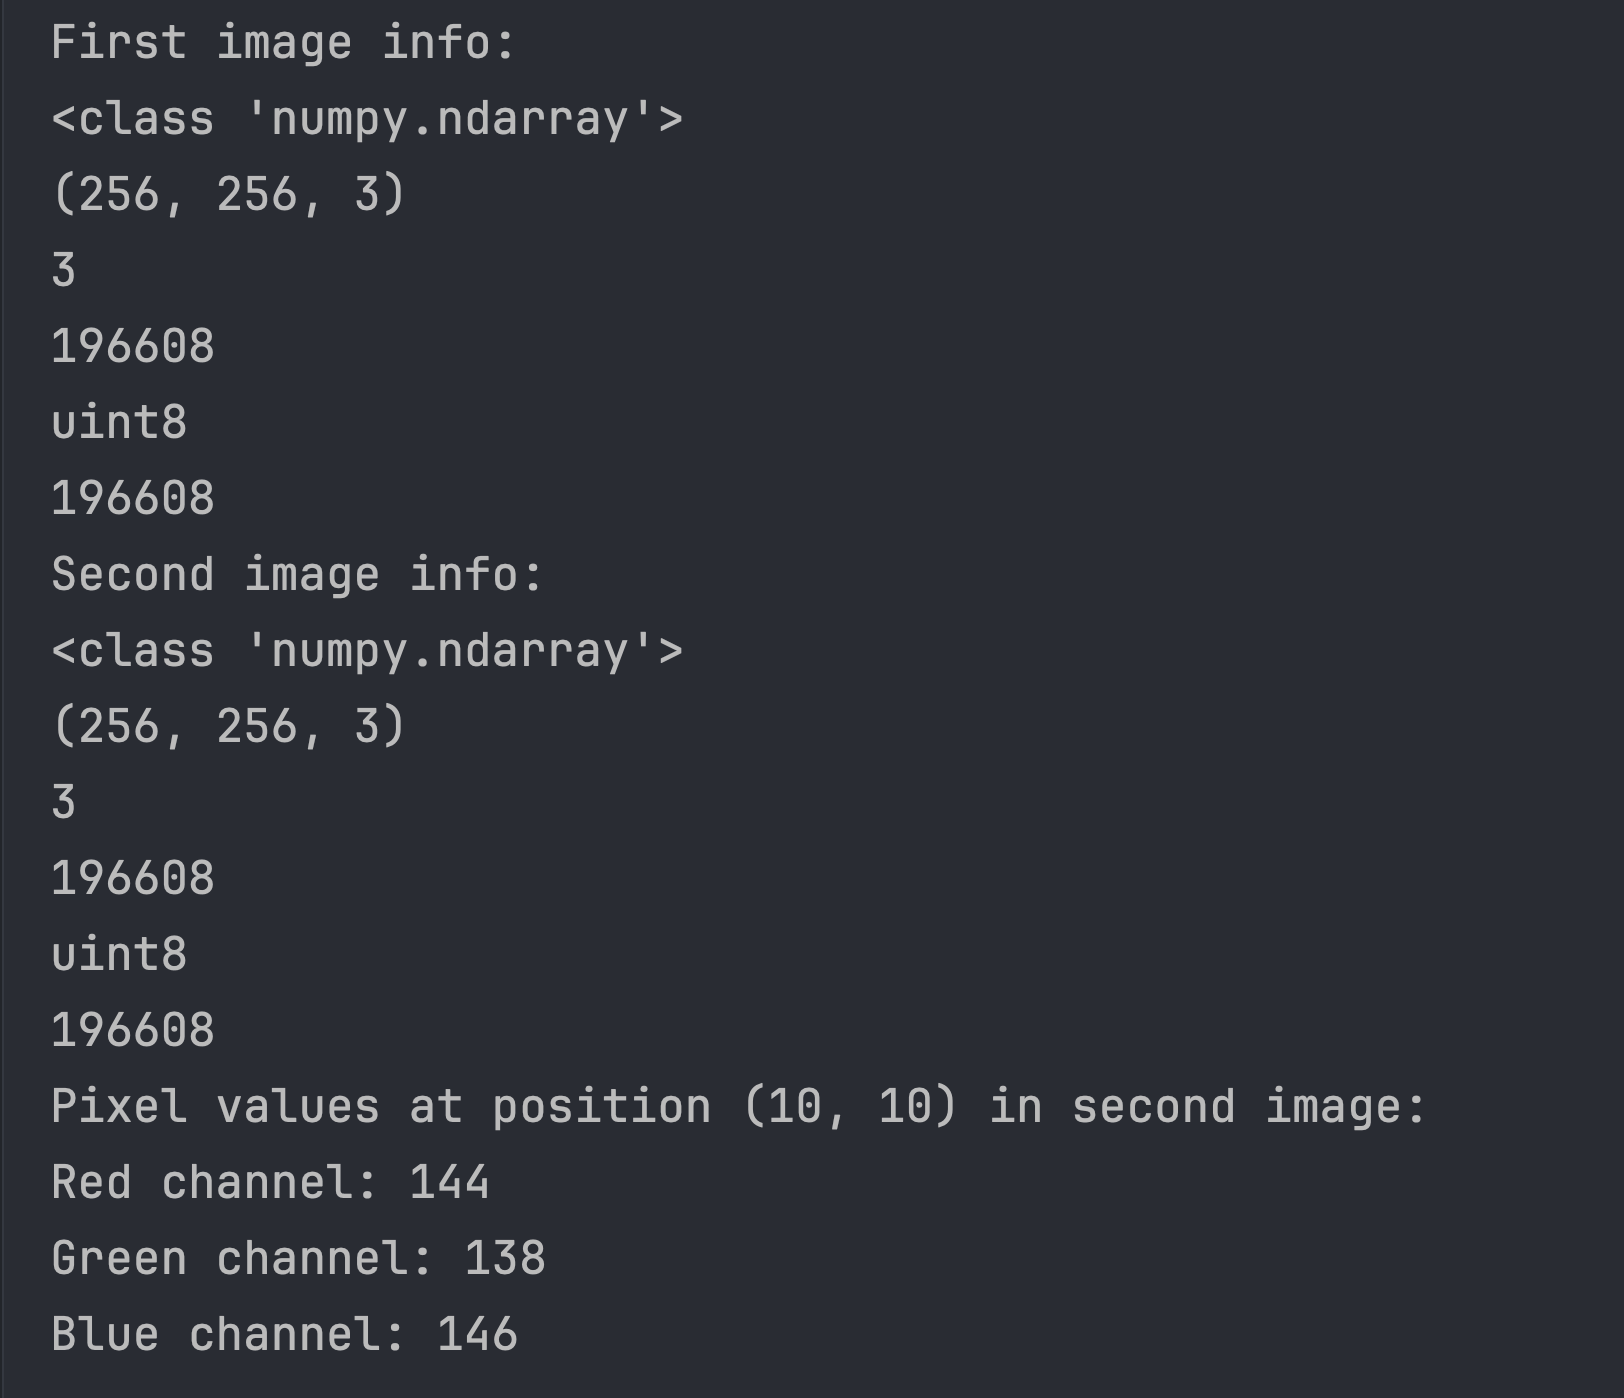 First image info:
<class 'numpy.ndarray'>
(256, 256, 3)
3
196608
uint8
196608
Second image info:
<class 'numpy.ndarray'>
(256, 256, 3)
3
196608
uint8
196608
Pixel values at position (10, 10) in second image:
Red channel: 144
Green channel: 138
Blue channel: 146